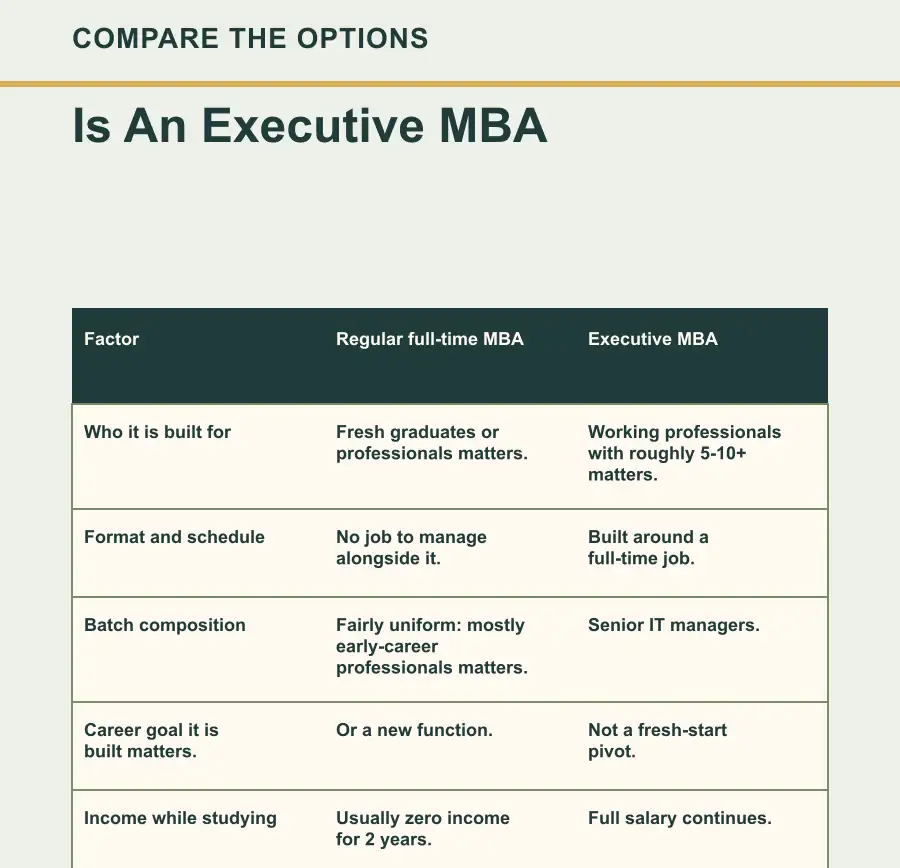 COMPARE THE OPTIONS
Is An Executive MBA
Factor
Regular full-time MBA
Executive MBA
Who it is built for
Fresh graduates or
professionals matters.
Working professionals
with roughly 5-10+
matters.
Format and schedule
No job to manage
alongside it.
Built around a
full-time job.
Batch composition
Fairly uniform: mostly
early-career
professionals matters.
Senior IT managers.
Career goal it is
built matters.
Or a new function.
Not a fresh-start
pivot.
Income while studying
Usually zero income
for 2 years.
Full salary continues.